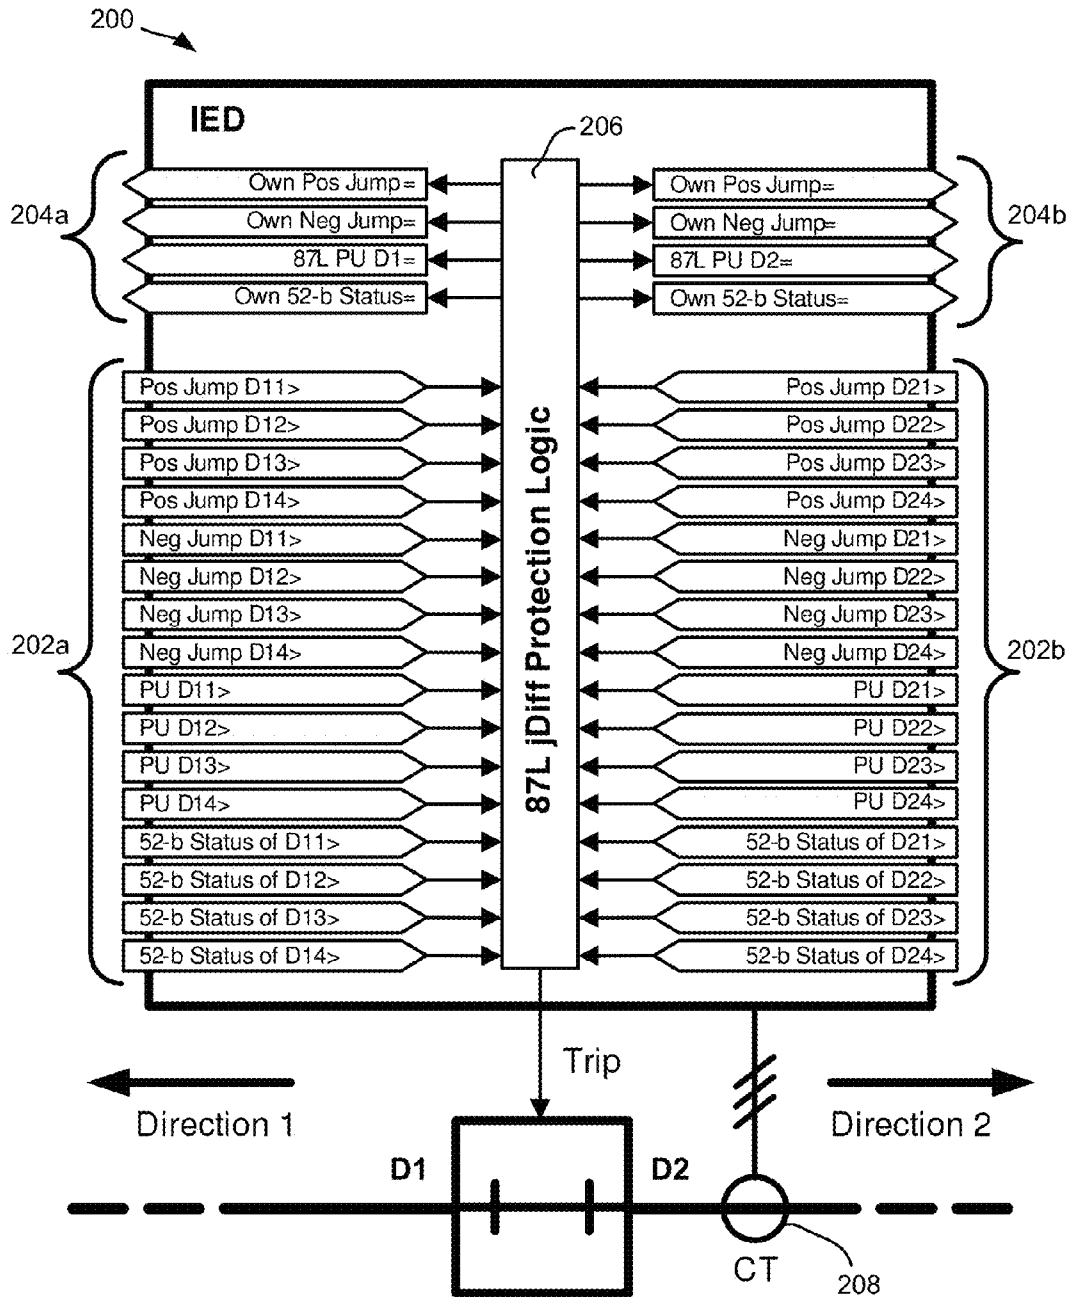 200
IED
206
204a
204b
Own Pos Jump= Own Pos Jump=
Own Neg Jump= Own Neg Jump=
87L PU D1= 87L PU D2=
Own 52-b Status= Own 52-b Status=
Pos Jump D11> Pos Jump D21>
Pos Jump D12> Pos Jump D22>
Pos Jump D13> Pos Jump D23>
Pos Jump D14> Pos Jump D24>
Neg Jump D11> Neg Jump D21>
Neg Jump D12> Neg Jump D22>
Neg Jump D13> Neg Jump D23>
Neg Jump D14> Neg Jump D24>
PU D11> PU D21>
PU D12> PU D22>
PU D13> PU D23>
PU D14> PU D24>
52-b Status of D11> 52-b Status of D21>
52-b Status of D12> 52-b Status of D22>
52-b Status of D13> 52-b Status of D23>
52-b Status of D14> 52-b Status of D24>
202a
202b
87L jDiff Protection Logic
Trip
Direction 1
Direction 2
D1
D2
CT
208